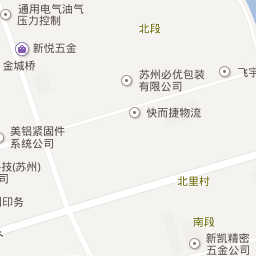 通用电气油气
压力控制
北段
新悦五金
金城桥
苏州必优包装
有限公司
飞宇
快而捷物流
美铝紧固件
系统公司
技(苏州)
司
北里村
印务
南段
新凯精密
五金公司